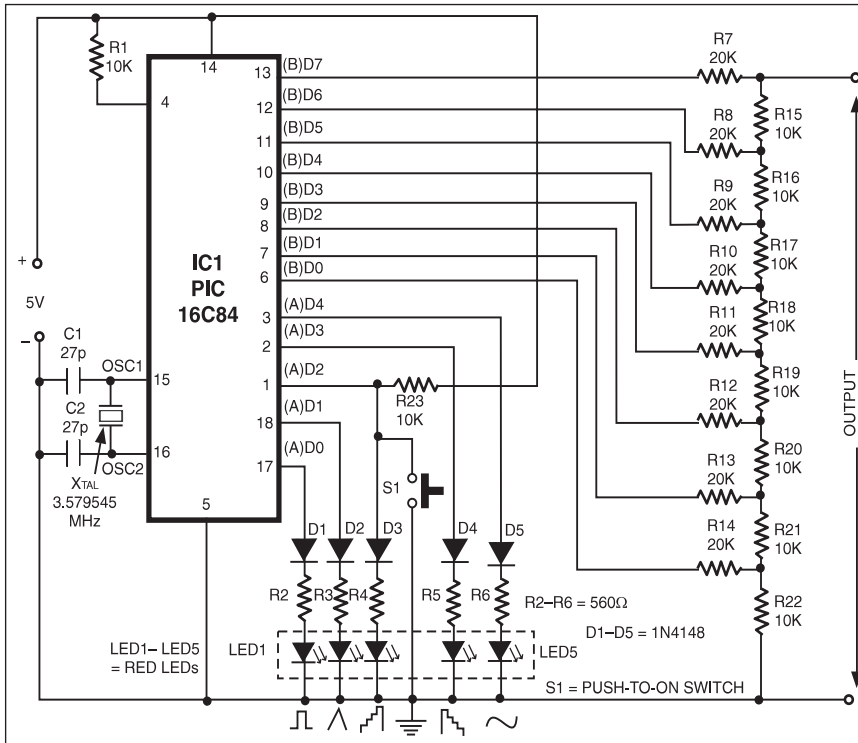 R1
10K
14
4
IC1
PIC
16C84
13
(B)D7
12
(B)D6
11
(B)D5
10
(B)D4
9
(B)D3
8
(B)D2
7
(B)D1
6
(B)D0
3
(A)D4
2
(A)D3
1
(A)D2
18
(A)D1
17
(A)D0
15
16
5
+
5V
–
C1
27p
C2
27p
OSC1
OSC2
XTAL
3.579545
MHz
R23
10K
S1
R7
20K
R8
20K
R9
20K
R10
20K
R11
20K
R12
20K
R13
20K
R14
20K
R15
10K
R16
10K
R17
10K
R18
10K
R19
10K
R20
10K
R21
10K
R22
10K
OUTPUT
D1
D2
D3
D4
D5
R2
R3
R4
R5
R6
R2–R6 = 560Ω
D1–D5 = 1N4148
LED1– LED5
= RED LEDs
LED1
LED5
S1 = PUSH-TO-ON SWITCH